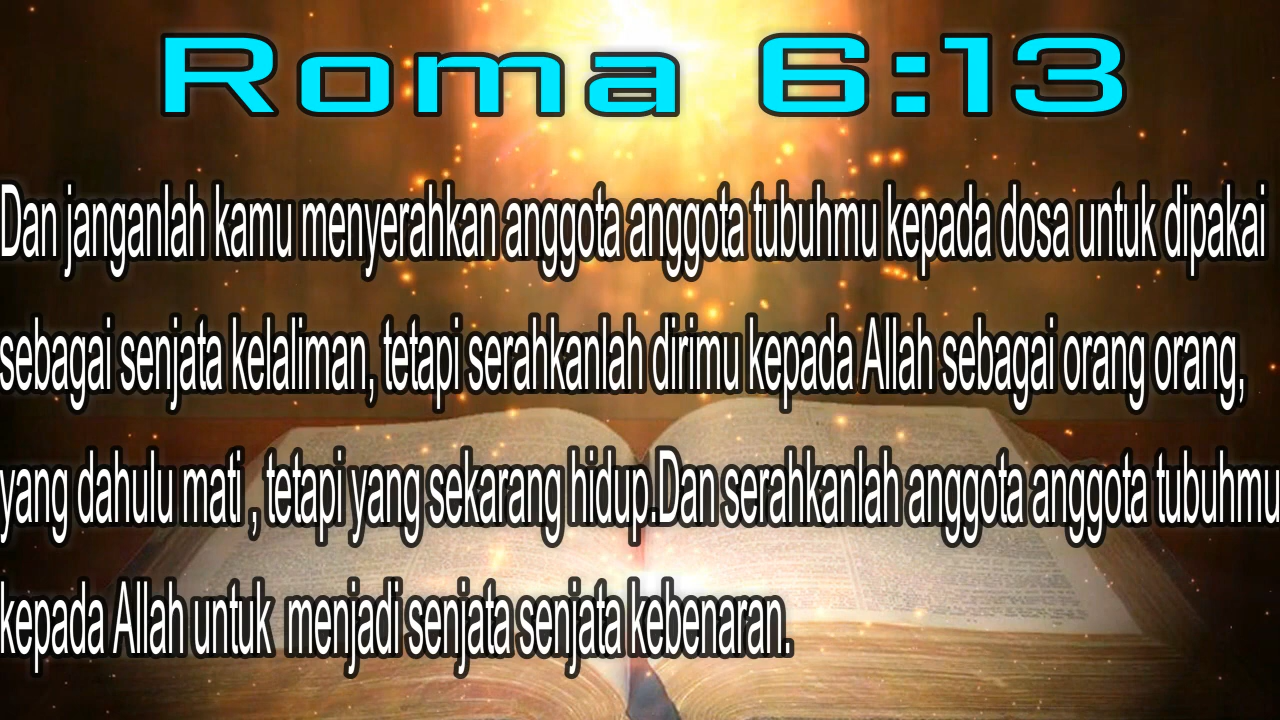 Roma 6:13
Dan janganlah kamu menyerahkan anggota anggota tubuhmu kepada dosa untuk dipakai
sebagai senjata kelaliman, tetapi serahkanlah dirimu kepada Allah sebagai orang orang,
yang dahulu mati , tetapi yang sekarang hidup.Dan serahkanlah anggota anggota tubuhmu
kepada Allah untuk  menjadi senjata senjata kebenaran.